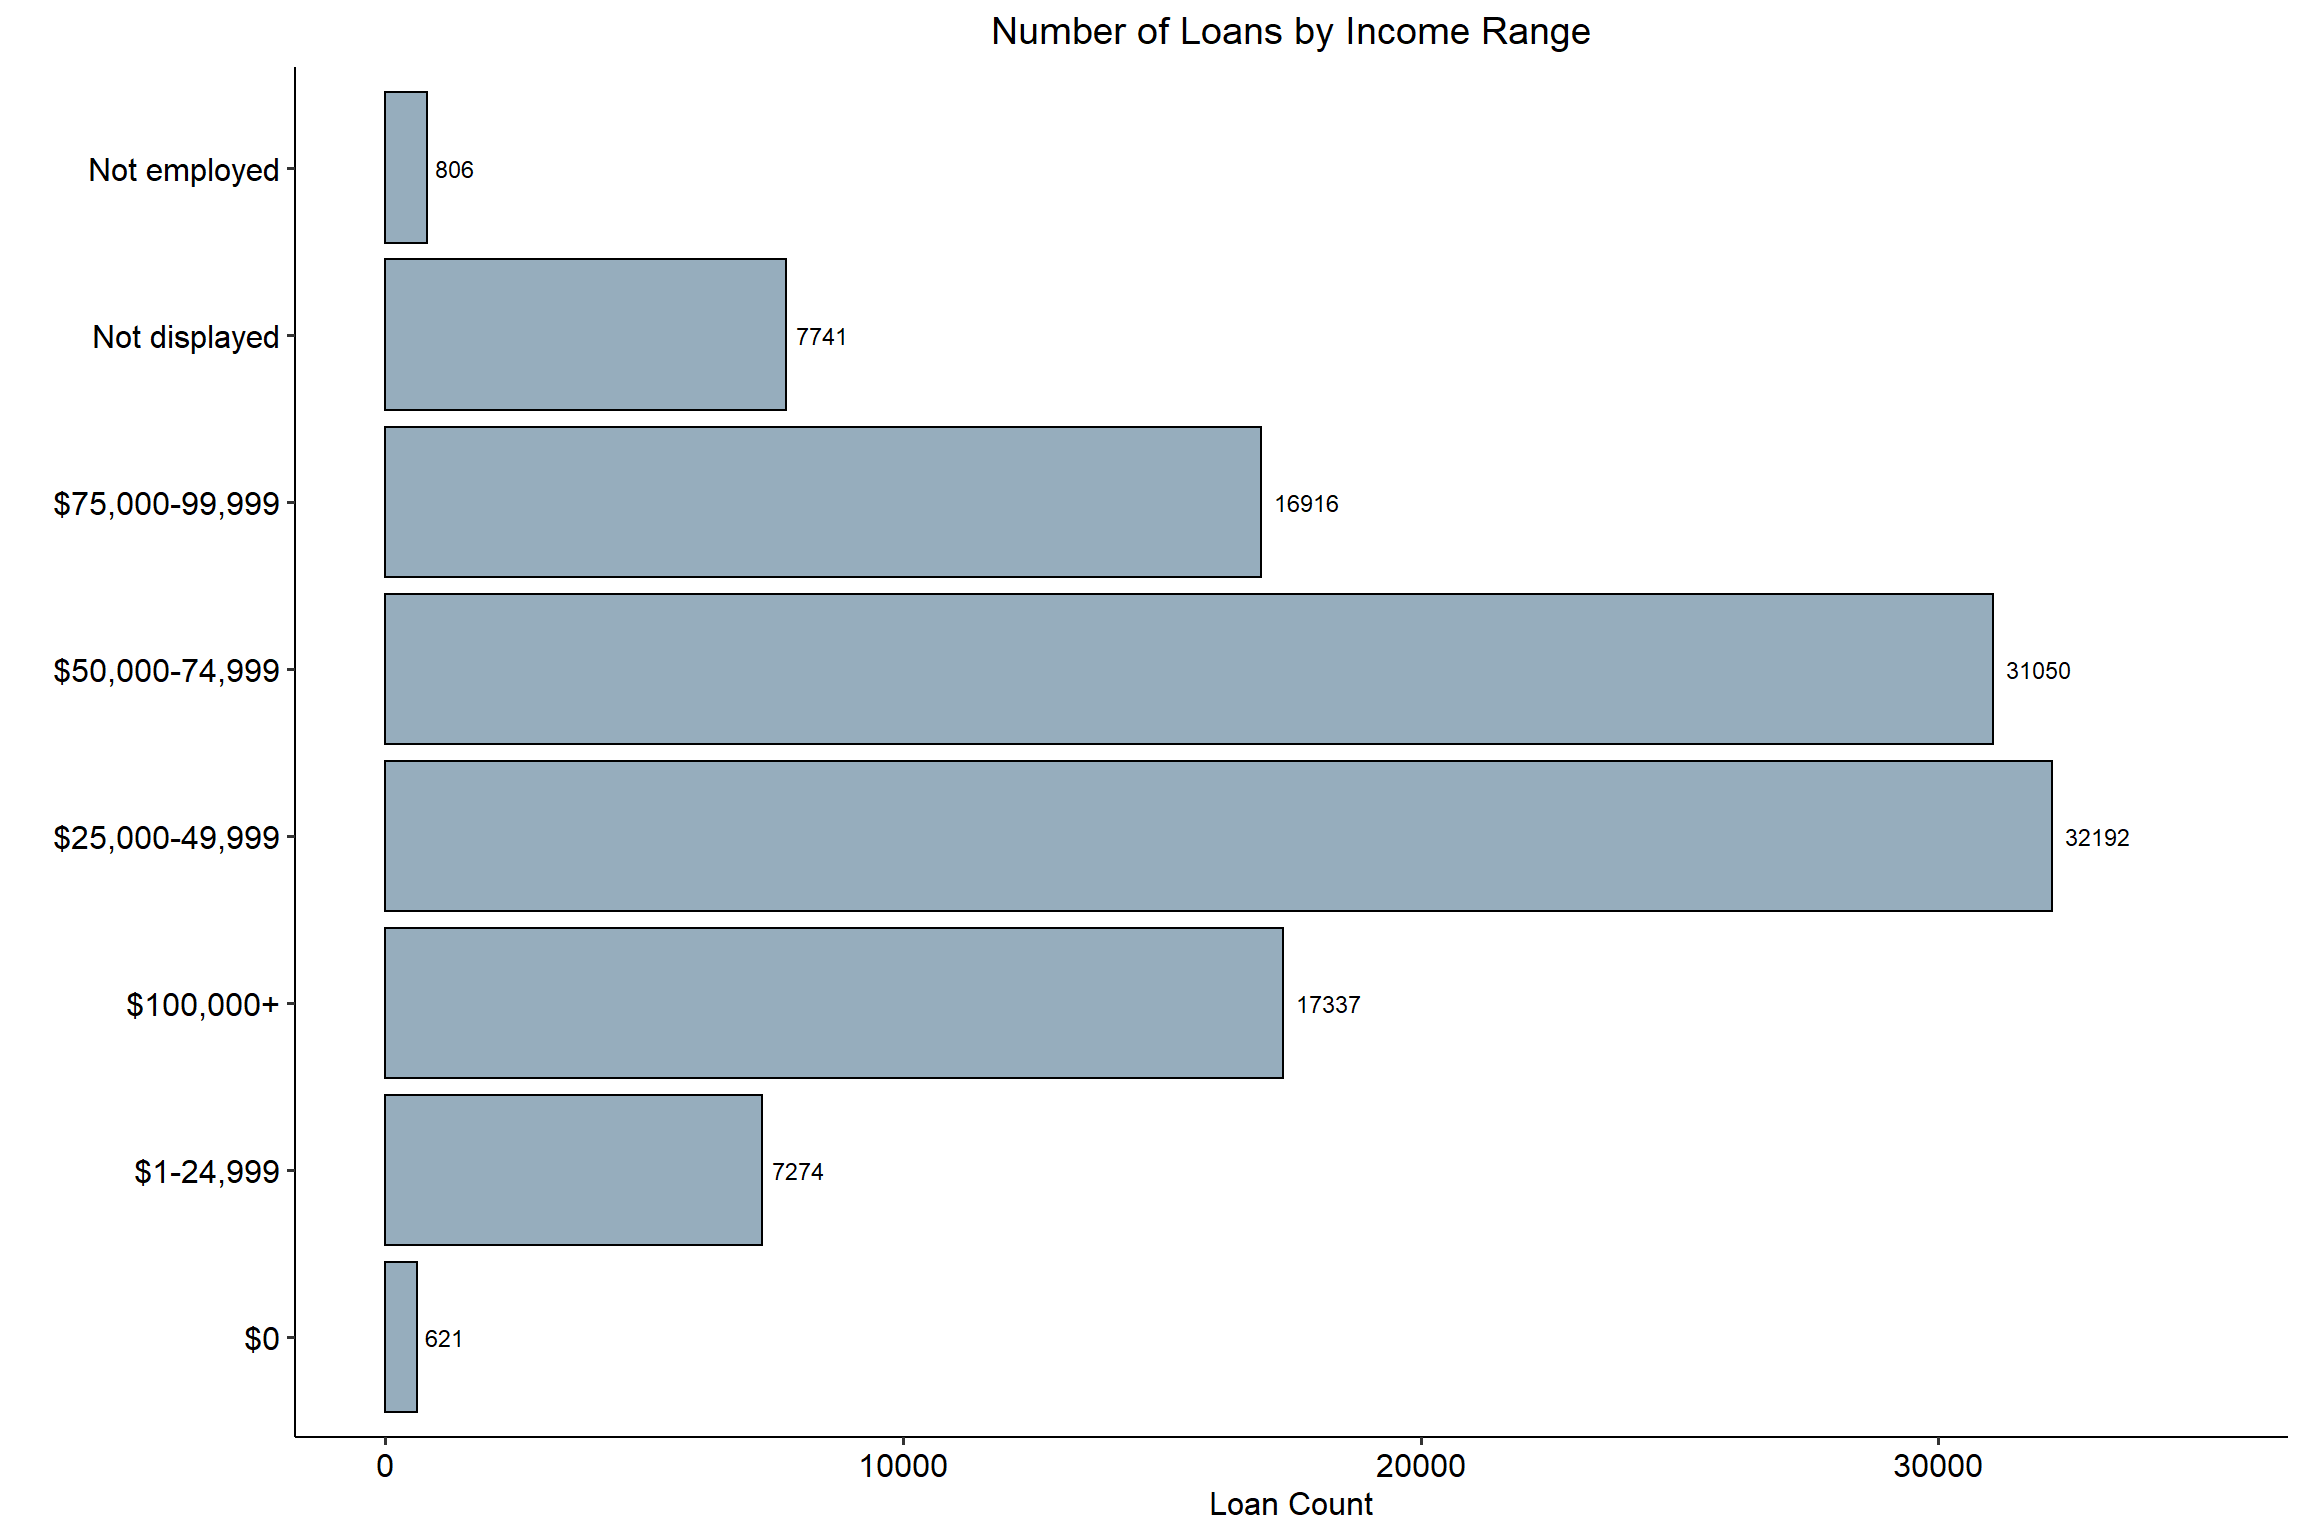 Number of Loans by Income Range
Not employed
806
Not displayed
7741
$75,000-99,999
16916
$50,000-74,999
31050
$25,000-49,999
32192
$100,000+
17337
$1-24,999
7274
$0
621
0 10000 20000 30000
Loan Count